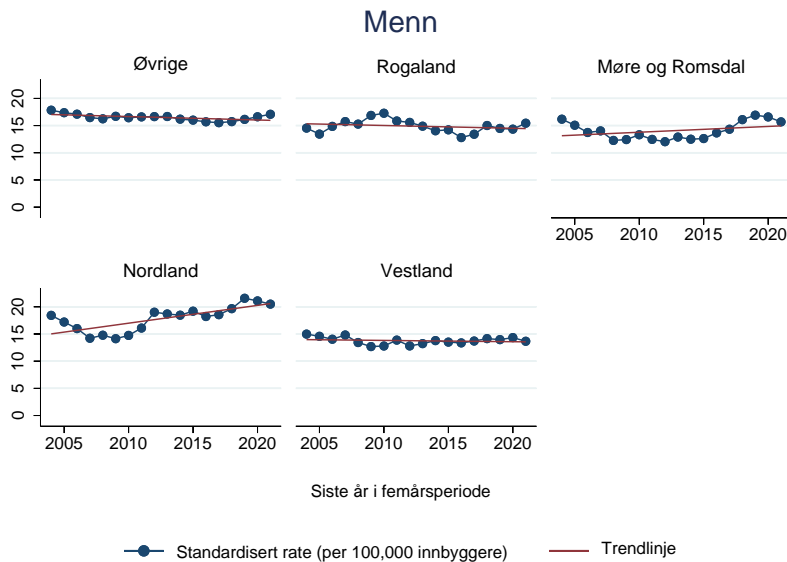 Menn
Øvrige
Rogaland
Møre og Romsdal
20
15
10
5
0
2005 2010 2015 2020
Nordland
Vestland
20
15
10
5
0
2005 2010 2015 2020
2005 2010 2015 2020
Siste år i femårsperiode
Standardisert rate (per 100,000 innbyggere)
Trendlinje